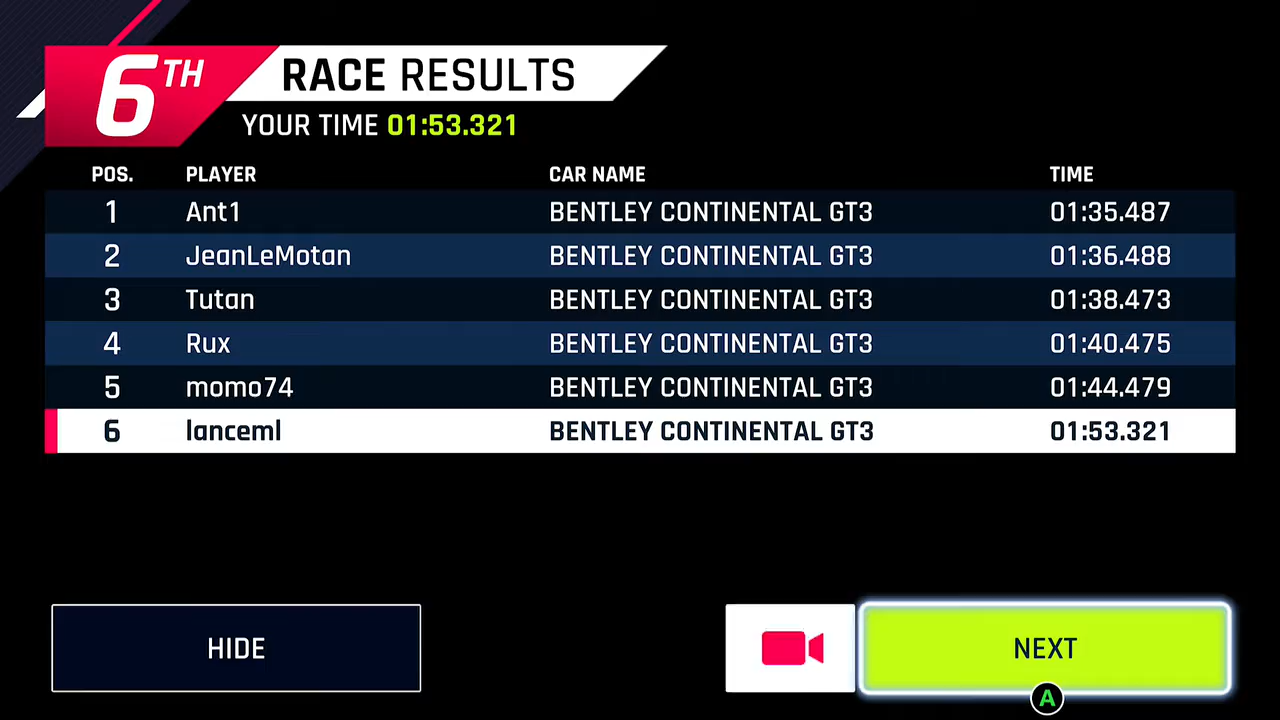 6TH
RACE RESULTS
YOUR TIME 01:53.321
POS. PLAYER CAR NAME TIME
1 Ant1 BENTLEY CONTINENTAL GT3 01:35.487
2 JeanLeMotan BENTLEY CONTINENTAL GT3 01:36.488
3 Tutan BENTLEY CONTINENTAL GT3 01:38.473
4 Rux BENTLEY CONTINENTAL GT3 01:40.475
5 momo74 BENTLEY CONTINENTAL GT3 01:44.479
6 lanceml BENTLEY CONTINENTAL GT3 01:53.321
HIDE
NEXT
A